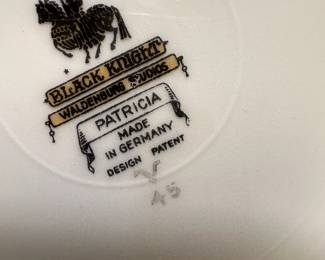 BLACK KNIGHT
WALDENBURG STUDIOS
PATRICIA
MADE
IN GERMANY
DESIGN PATENT
V
45